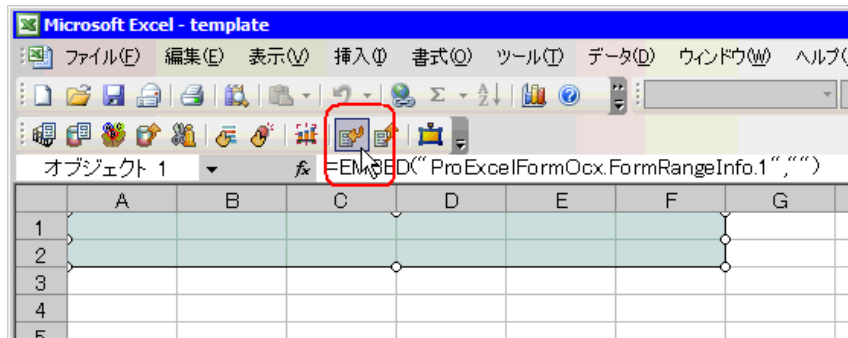 Microsoft Excel - template
ファイル(F) 編集(E) 表示(V) 挿入(I) 書式(O) ツール(T) データ(D) ウィンドウ(W) ヘルプ(
オブジェクト 1 fx =EMBED("ProExcelFormOcx.FormRangeInfo.1","")
A B C D E F G
1
2
3
4
5